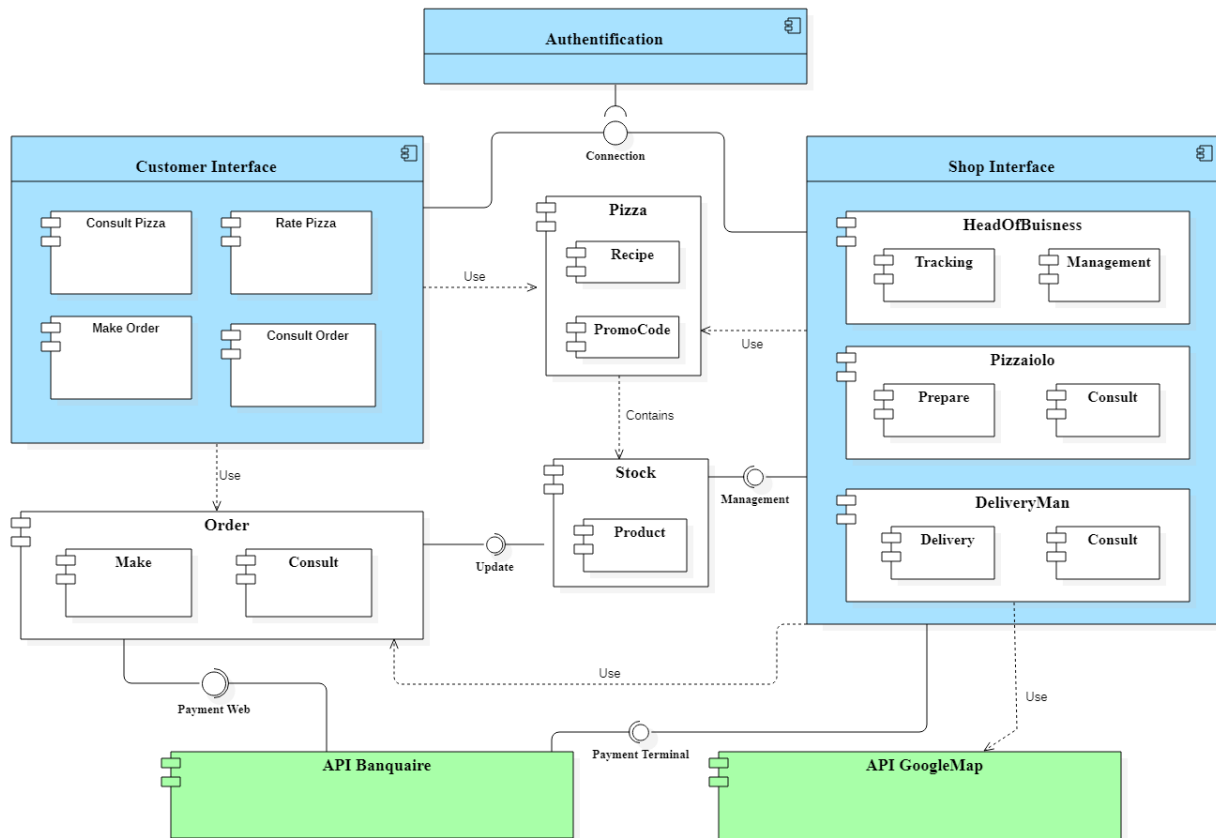 Authentification
Connection
Customer Interface
Consult Pizza
Rate Pizza
Make Order
Consult Order
Use
Pizza
Recipe
PromoCode
Use
Shop Interface
HeadOfBuisness
Tracking
Management
Pizzaiolo
Prepare
Consult
DeliveryMan
Delivery
Consult
Contains
Use
Stock
Product
Management
Order
Make
Consult
Update
Use
Use
Payment Web
Payment Terminal
API Banquaire
API GoogleMap